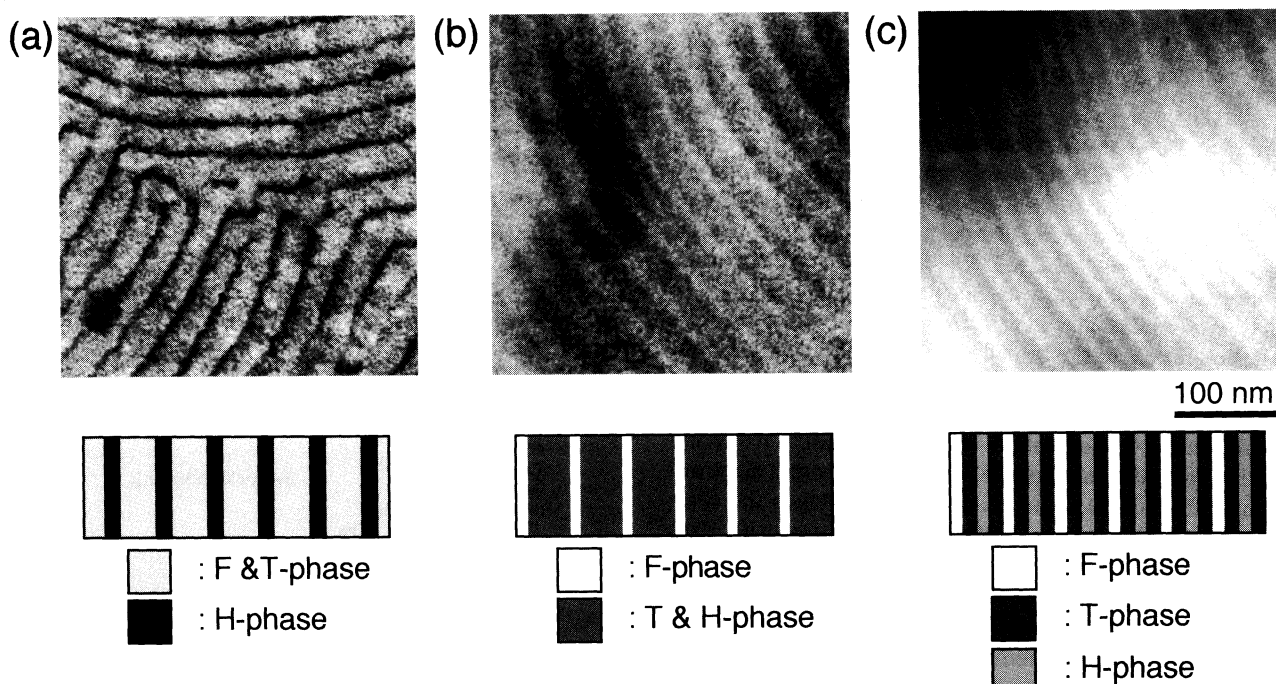 (a)
(b)
(c)
100 nm
: F &T-phase
: H-phase
: F-phase
: T & H-phase
: F-phase
: T-phase
: H-phase